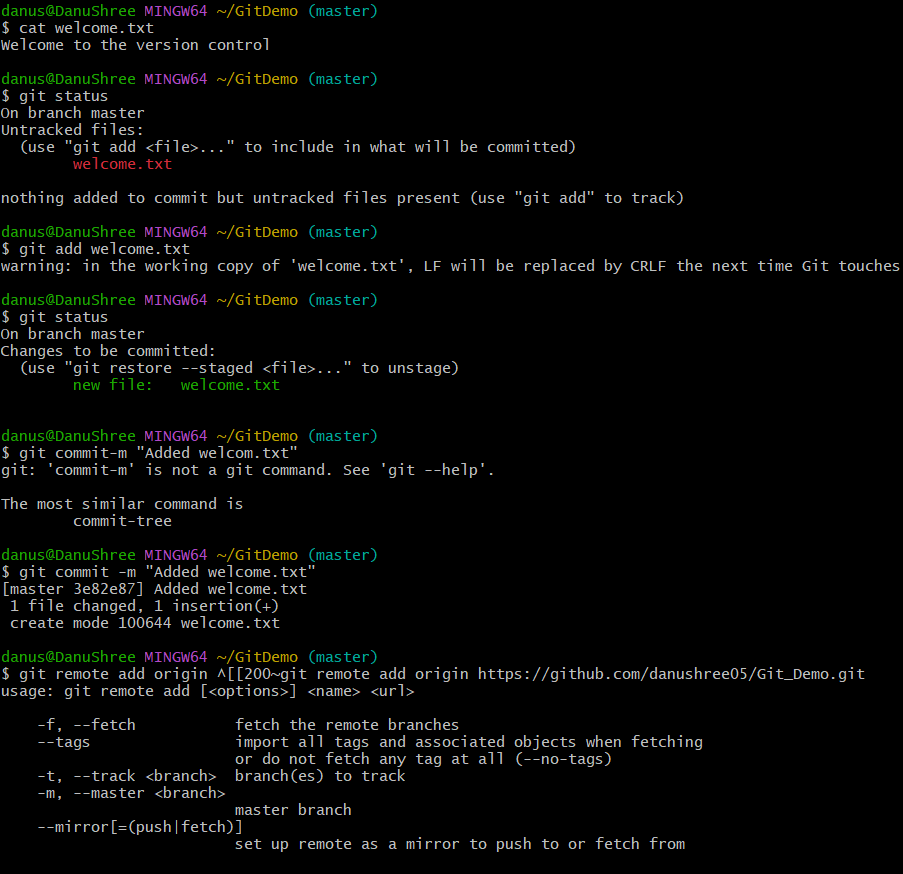 danus@DanuShree MINGW64 ~/GitDemo (master)
$ cat welcome.txt
Welcome to the version control

danus@DanuShree MINGW64 ~/GitDemo (master)
$ git status
On branch master
Untracked files:
  (use "git add <file>..." to include in what will be committed)
        welcome.txt

nothing added to commit but untracked files present (use "git add" to track)

danus@DanuShree MINGW64 ~/GitDemo (master)
$ git add welcome.txt
warning: in the working copy of 'welcome.txt', LF will be replaced by CRLF the next time Git touches

danus@DanuShree MINGW64 ~/GitDemo (master)
$ git status
On branch master
Changes to be committed:
  (use "git restore --staged <file>..." to unstage)
        new file:   welcome.txt


danus@DanuShree MINGW64 ~/GitDemo (master)
$ git commit-m "Added welcom.txt"
git: 'commit-m' is not a git command. See 'git --help'.

The most similar command is
        commit-tree

danus@DanuShree MINGW64 ~/GitDemo (master)
$ git commit -m "Added welcome.txt"
[master 3e82e87] Added welcome.txt
 1 file changed, 1 insertion(+)
 create mode 100644 welcome.txt

danus@DanuShree MINGW64 ~/GitDemo (master)
$ git remote add origin ^[[200~git remote add origin https://github.com/danushree05/Git_Demo.git
usage: git remote add [<options>] <name> <url>

    -f, --fetch           fetch the remote branches
    --tags                import all tags and associated objects when fetching
                          or do not fetch any tag at all (--no-tags)
    -t, --track <branch>  branch(es) to track
    -m, --master <branch>
                          master branch
    --mirror[=(push|fetch)]
                          set up remote as a mirror to push to or fetch from